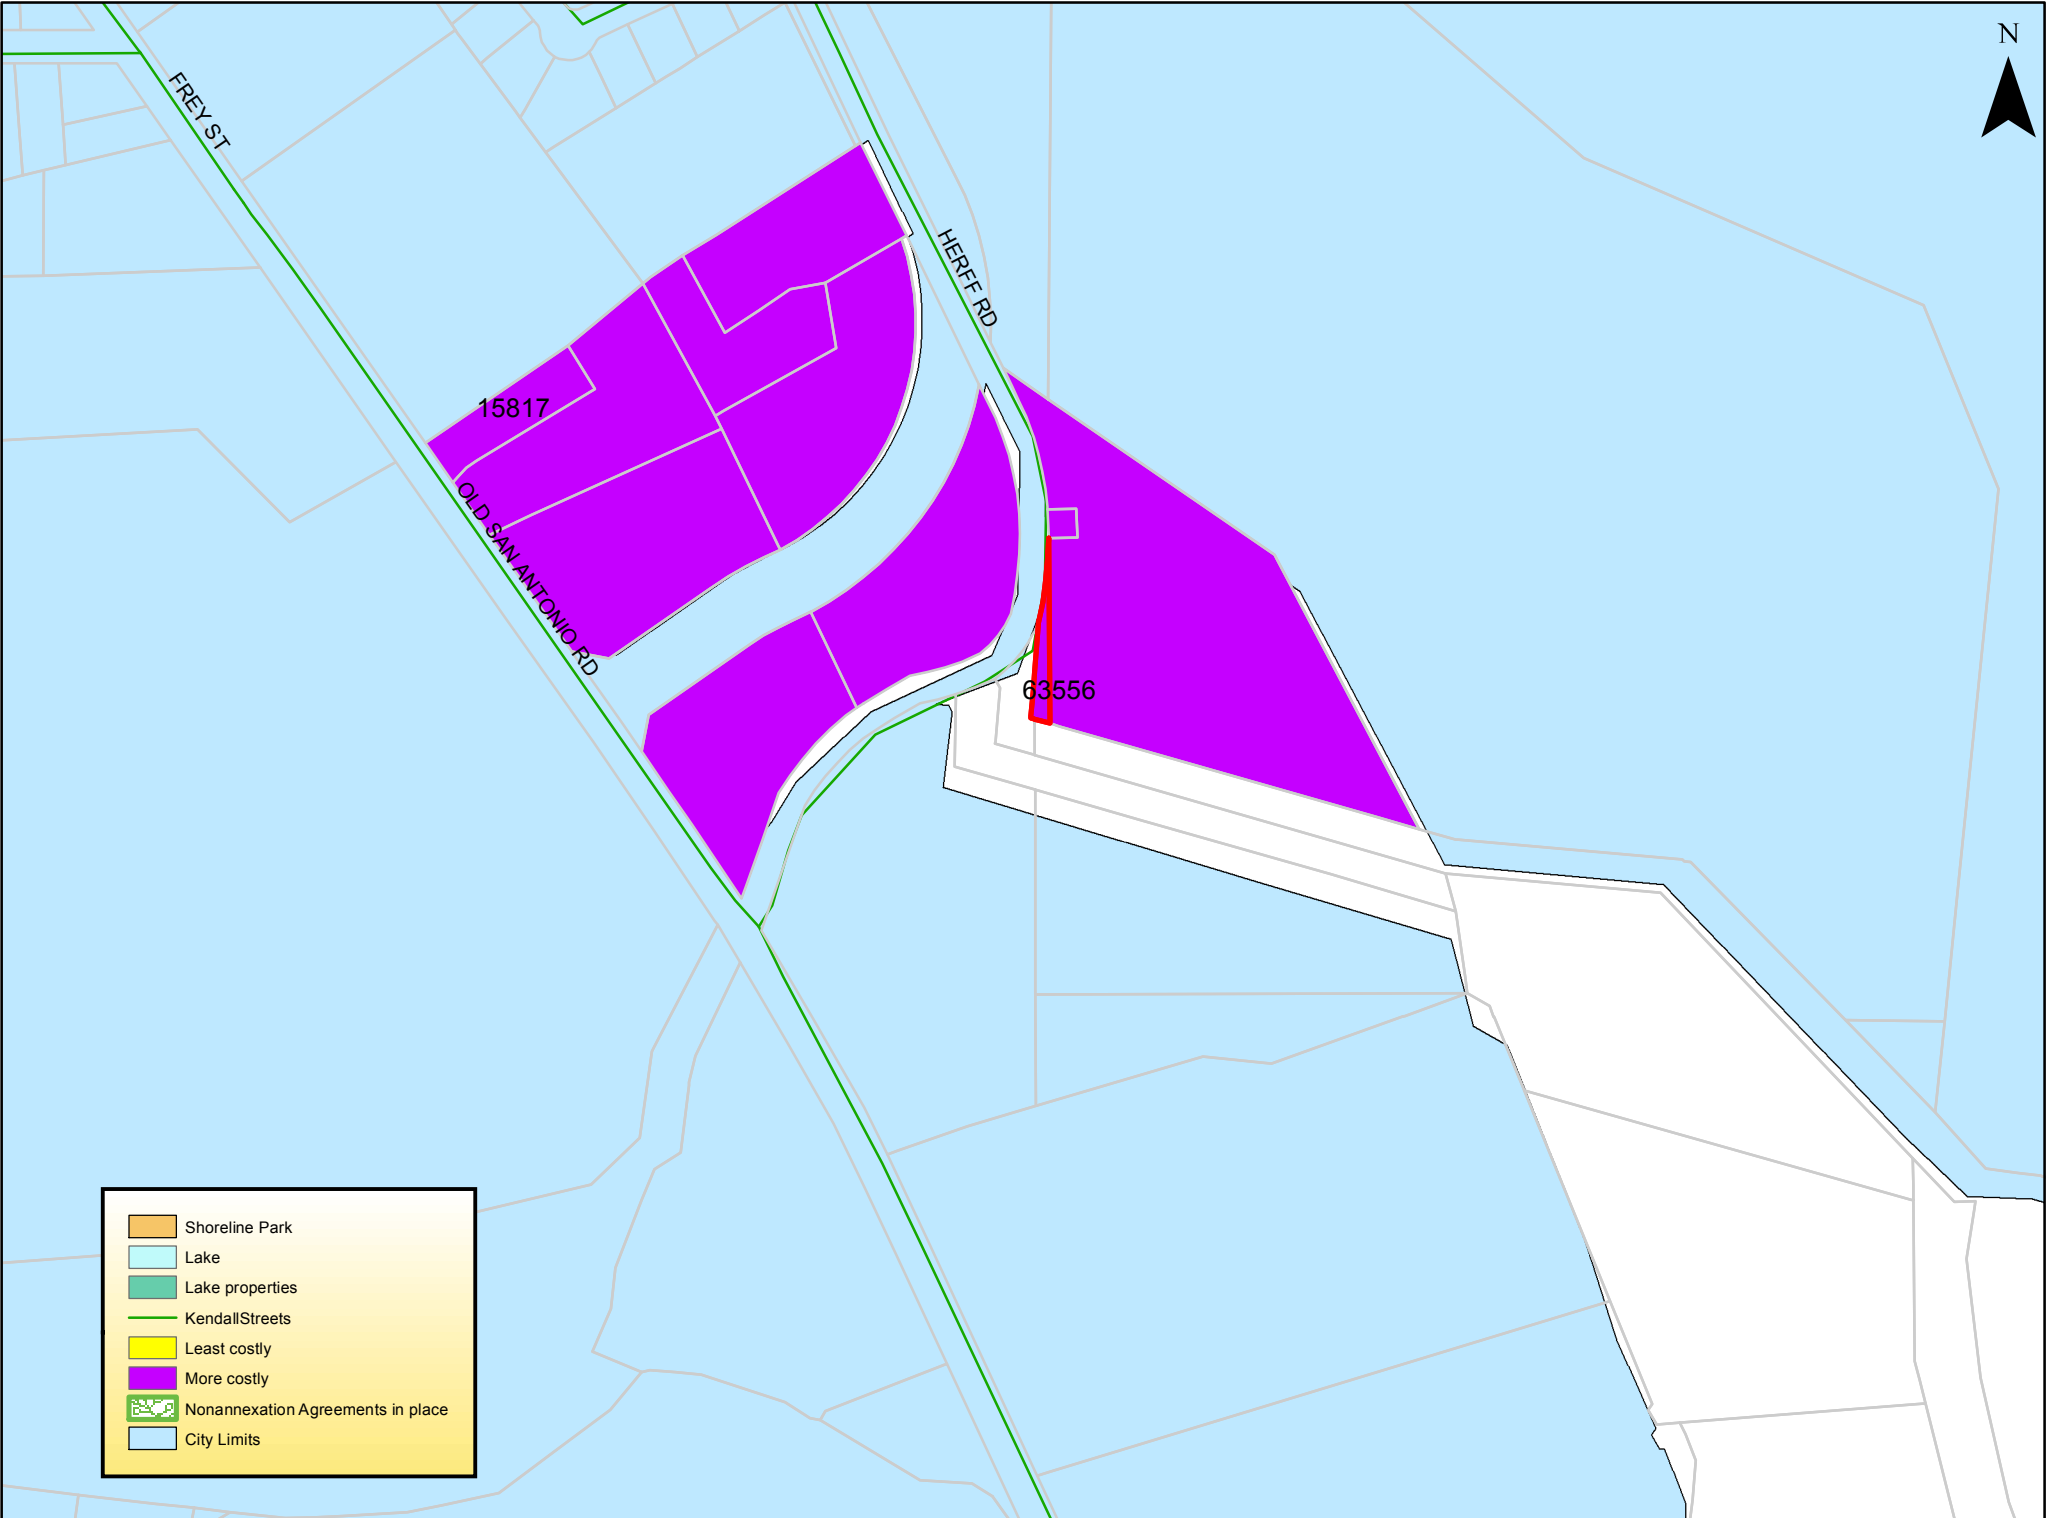 N
FREY ST
HERFF RD
15817
OLD SAN ANTONIO RD
63556
Shoreline Park
Lake
Lake properties
KendallStreets
Least costly
More costly
Nonannexation Agreements in place
City Limits